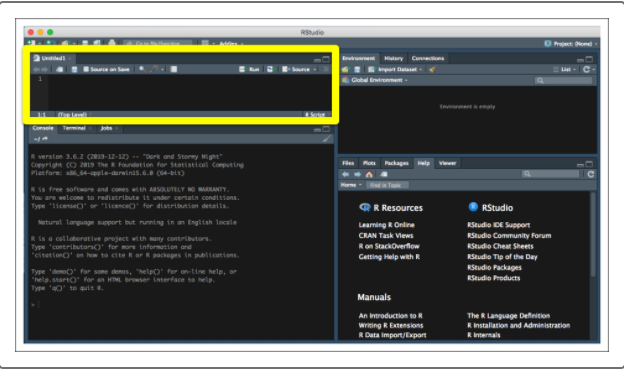 RStudio
Go to file/function
Addins
Project: (None)
Untitled1
Source on Save
Run
Source
1
1:1 (Top Level)
R Script
Console Terminal Jobs
~/
R version 3.6.2 (2019-12-12) -- "Dark and Stormy Night"
Copyright (C) 2019 The R Foundation for Statistical Computing
Platform: x86_64-apple-darwin15.6.0 (64-bit)
R is free software and comes with ABSOLUTELY NO WARRANTY.
You are welcome to redistribute it under certain conditions.
Type 'license()' or 'licence()' for distribution details.
Natural language support but running in an English locale
R is a collaborative project with many contributors.
Type 'contributors()' for more information and
'citation()' on how to cite R or R packages in publications.
Type 'demo()' for some demos, 'help()' for on-line help, or
'help.start()' for an HTML browser interface to help.
Type 'q()' to quit R.
>
Environment History Connections
Import Dataset
List
Global Environment
Environment is empty
Files Plots Packages Help Viewer
Home Find in Topic
R Resources
Learning R Online
CRAN Task Views
R on StackOverflow
Getting Help with R
RStudio
RStudio IDE Support
RStudio Community Forum
RStudio Cheat Sheets
RStudio Tip of the Day
RStudio Packages
RStudio Products
Manuals
An Introduction to R
Writing R Extensions
R Data Import/Export
The R Language Definition
R Installation and Administration
R Internals